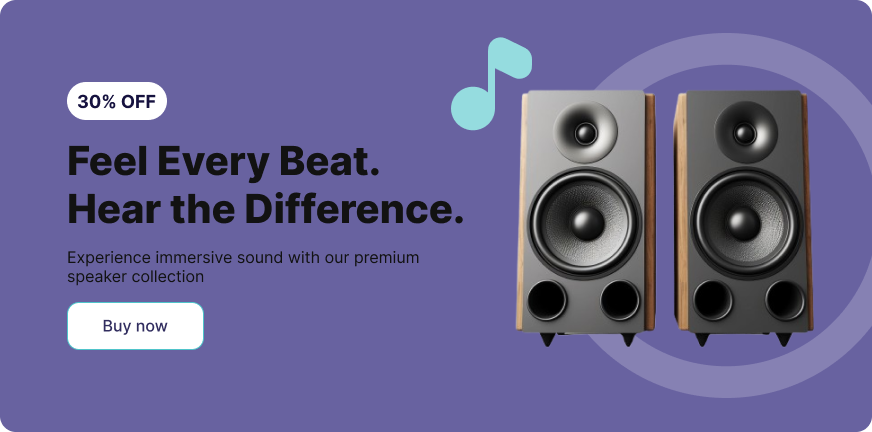 30% OFF
Feel Every Beat.
Hear the Difference.
Experience immersive sound with our premium
speaker collection
Buy now